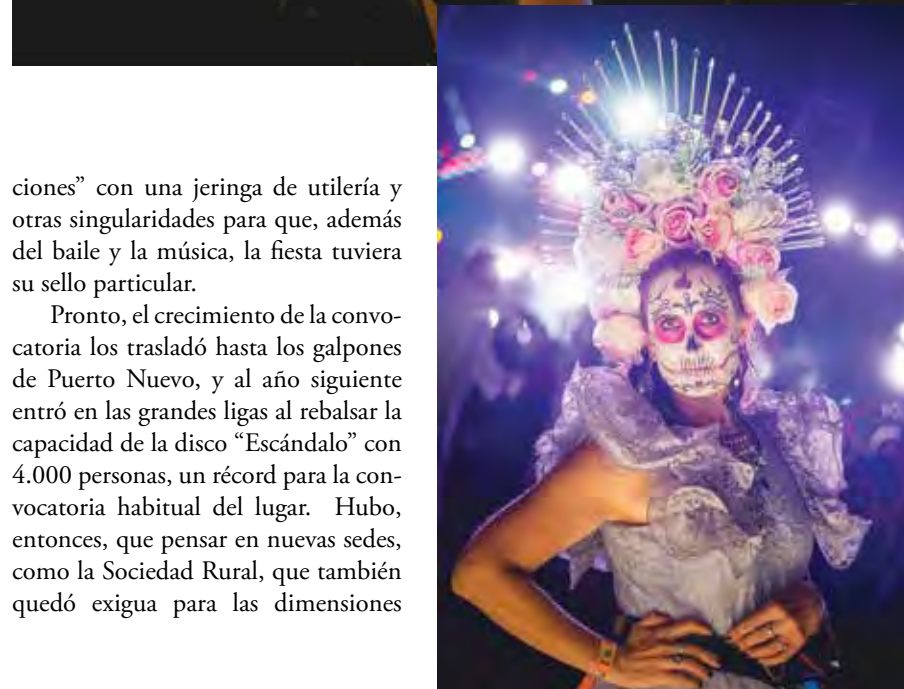 ciones” con una jeringa de utilería y
otras singularidades para que, además
del baile y la música, la fiesta tuviera
su sello particular.
Pronto, el crecimiento de la convo-
catoria los trasladó hasta los galpones
de Puerto Nuevo, y al año siguiente
entró en las grandes ligas al rebalsar la
capacidad de la disco “Escándalo” con
4.000 personas, un récord para la con-
vocatoria habitual del lugar. Hubo,
entonces, que pensar en nuevas sedes,
como la Sociedad Rural, que también
quedó exigua para las dimensiones